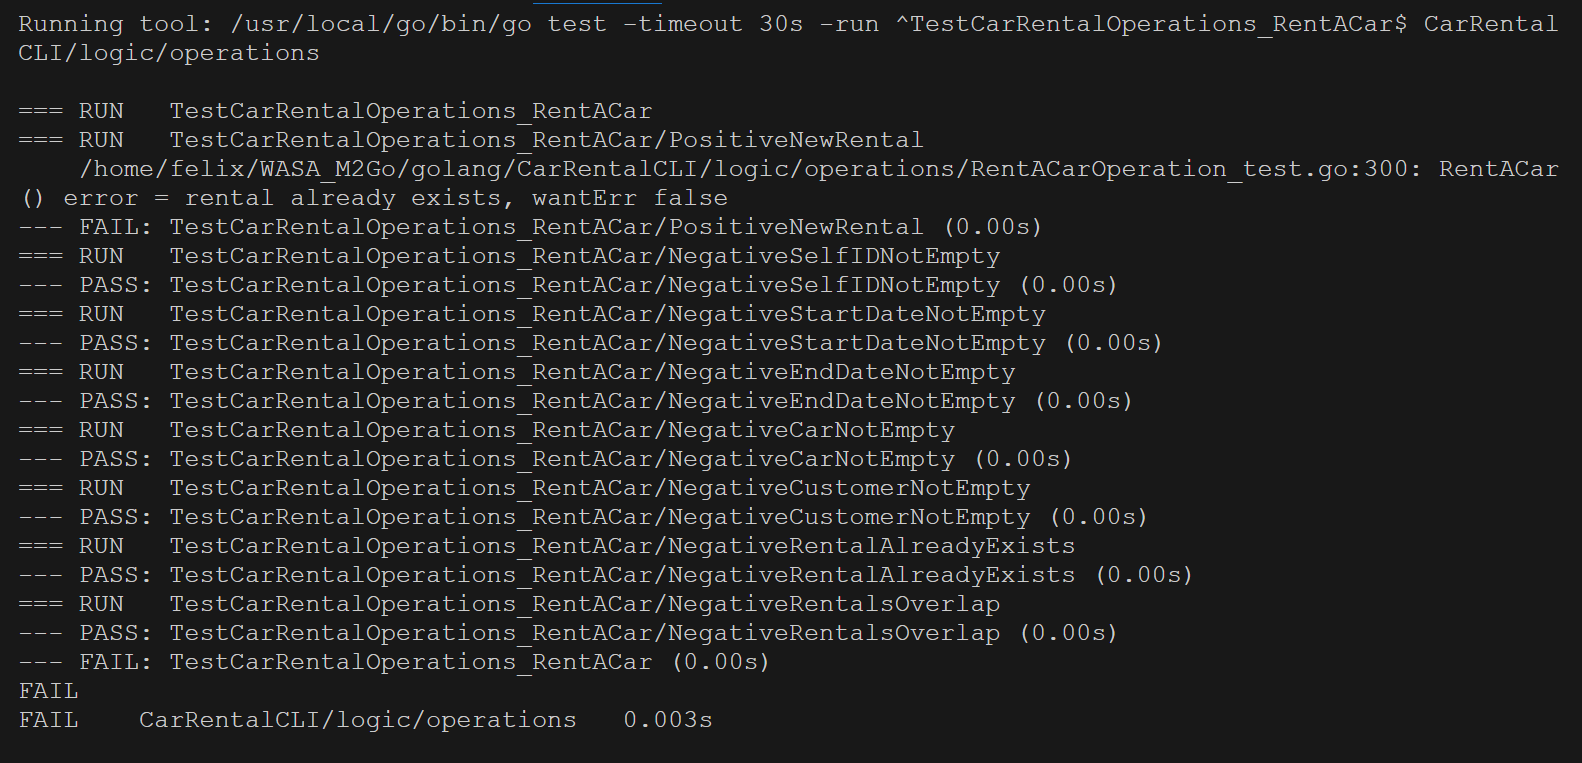 Running tool: /usr/local/go/bin/go test -timeout 30s -run ^TestCarRentalOperations_RentACar$ CarRental
CLI/logic/operations
=== RUN   TestCarRentalOperations_RentACar
=== RUN   TestCarRentalOperations_RentACar/PositiveNewRental
    /home/felix/WASA_M2Go/golang/CarRentalCLI/logic/operations/RentACarOperation_test.go:300: RentACar
() error = rental already exists, wantErr false
--- FAIL: TestCarRentalOperations_RentACar/PositiveNewRental (0.00s)
=== RUN   TestCarRentalOperations_RentACar/NegativeSelfIDNotEmpty
--- PASS: TestCarRentalOperations_RentACar/NegativeSelfIDNotEmpty (0.00s)
=== RUN   TestCarRentalOperations_RentACar/NegativeStartDateNotEmpty
--- PASS: TestCarRentalOperations_RentACar/NegativeStartDateNotEmpty (0.00s)
=== RUN   TestCarRentalOperations_RentACar/NegativeEndDateNotEmpty
--- PASS: TestCarRentalOperations_RentACar/NegativeEndDateNotEmpty (0.00s)
=== RUN   TestCarRentalOperations_RentACar/NegativeCarNotEmpty
--- PASS: TestCarRentalOperations_RentACar/NegativeCarNotEmpty (0.00s)
=== RUN   TestCarRentalOperations_RentACar/NegativeCustomerNotEmpty
--- PASS: TestCarRentalOperations_RentACar/NegativeCustomerNotEmpty (0.00s)
=== RUN   TestCarRentalOperations_RentACar/NegativeRentalAlreadyExists
--- PASS: TestCarRentalOperations_RentACar/NegativeRentalAlreadyExists (0.00s)
=== RUN   TestCarRentalOperations_RentACar/NegativeRentalsOverlap
--- PASS: TestCarRentalOperations_RentACar/NegativeRentalsOverlap (0.00s)
--- FAIL: TestCarRentalOperations_RentACar (0.00s)
FAIL
FAIL    CarRentalCLI/logic/operations   0.003s